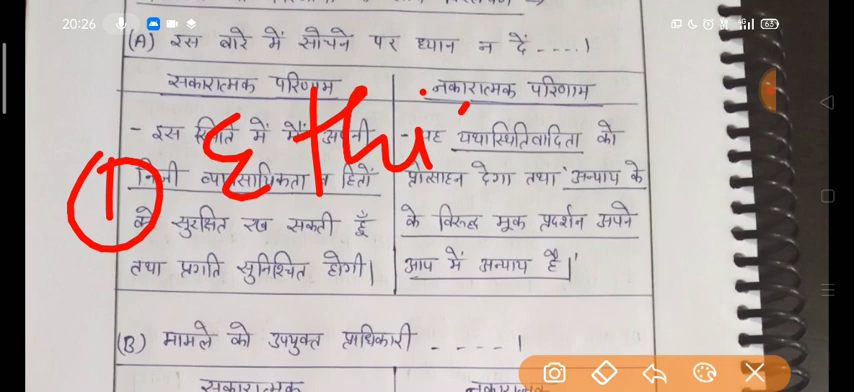 20:26
63
(A) इस बारे में सोचने पर ध्यान न दें ....।
सकारात्मक परिणाम
नकारात्मक परिणाम
- इस स्थिति में मैं अपनी
निजी व्यावसायिकता व हितों
को सुरक्षित रख सकती हूँ
तथा प्रगति सुनिश्चित होगी।
- यह यथास्थितिवादिता को
प्रोत्साहन देगा तथा 'अन्याय के
के विरुद्ध मूक प्रदर्शन अपने
आप में अन्याय है।'
Ethi
1
(B) मामले को उपयुक्त प्राधिकारी ----।
सकारात्मक
नकारात्मक